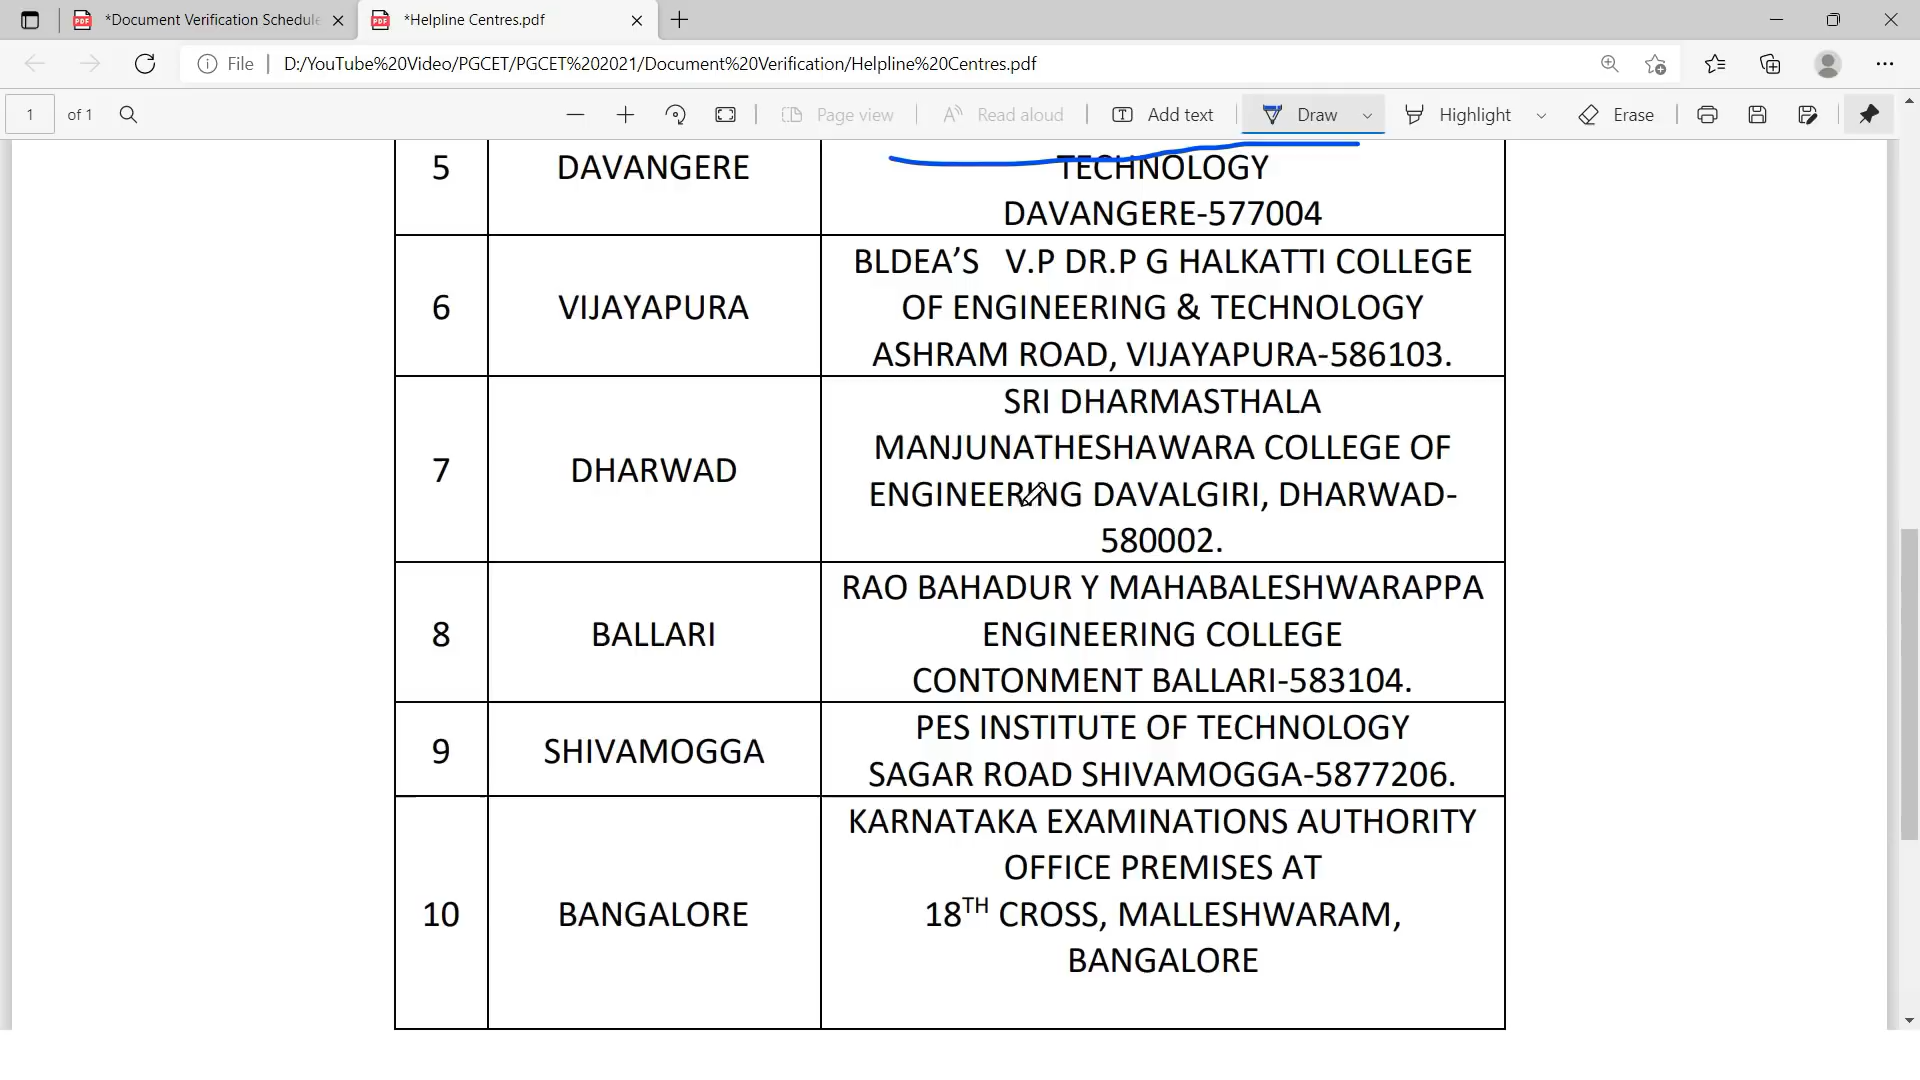 *Document Verification Schedul
*Helpline Centres.pdf
File
D:/YouTube%20Video/PGCET/PGCET%202021/Document%20Verification/Helpline%20Centres.pdf
1 of 1
Page view
Read aloud
Add text
Draw
Highlight
Erase
5 DAVANGERE TECHNOLOGY
DAVANGERE-577004
6 VIJAYAPURA
BLDEA’S V.P DR.P G HALKATTI COLLEGE
OF ENGINEERING & TECHNOLOGY
ASHRAM ROAD, VIJAYAPURA-586103.
7 DHARWAD
SRI DHARMASTHALA
MANJUNATHESHAWARA COLLEGE OF
ENGINEERING DAVALGIRI, DHARWAD-
580002.
8 BALLARI
RAO BAHADUR Y MAHABALESHWARAPPA
ENGINEERING COLLEGE
CONTONMENT BALLARI-583104.
9 SHIVAMOGGA
PES INSTITUTE OF TECHNOLOGY
SAGAR ROAD SHIVAMOGGA-5877206.
10 BANGALORE
KARNATAKA EXAMINATIONS AUTHORITY
OFFICE PREMISES AT
18TH CROSS, MALLESHWARAM,
BANGALORE